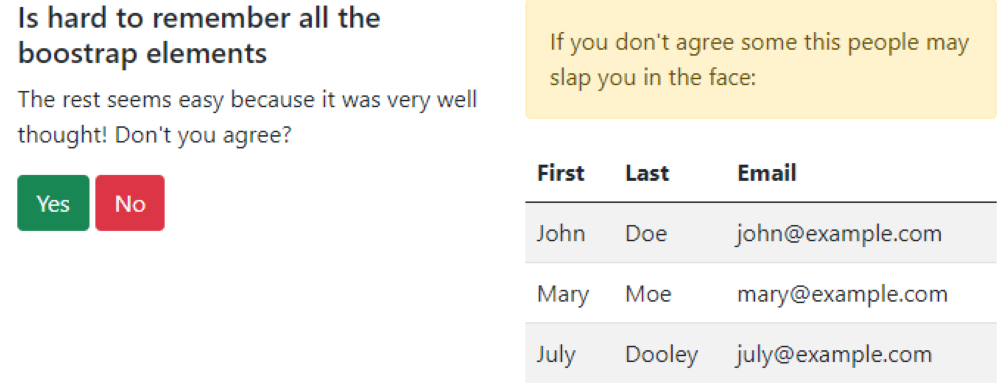 Is hard to remember all the
boostrap elements
The rest seems easy because it was very well
thought! Don't you agree?
Yes No
If you don't agree some this people may
slap you in the face:
First Last Email
John Doe john@example.com
Mary Moe mary@example.com
July Dooley july@example.com